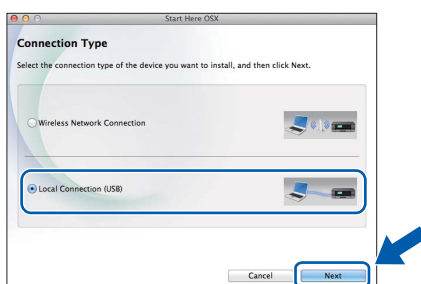 Start Here OSX
Connection Type
Select the connection type of the device you want to install, and then click Next.
Wireless Network Connection
Local Connection (USB)
Cancel Next